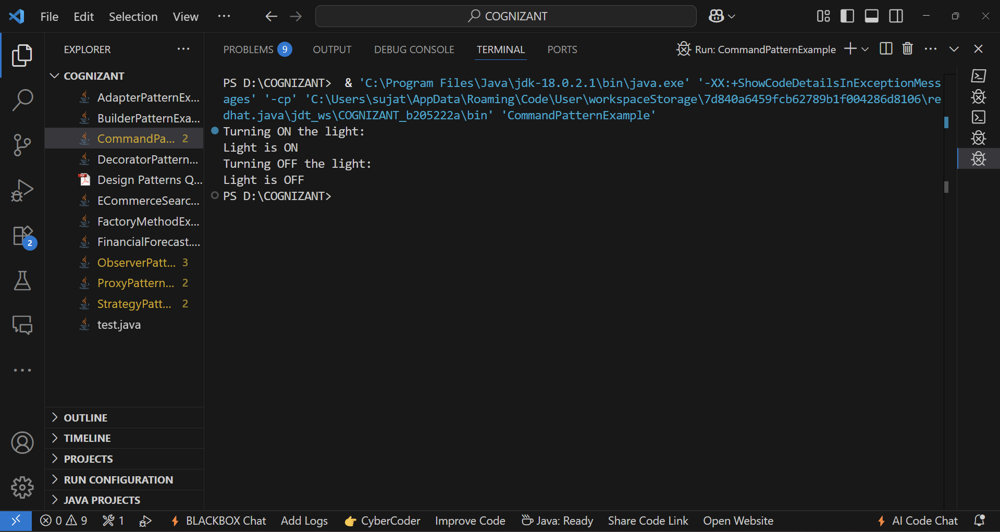 File Edit Selection View ··· COGNIZANT
EXPLORER ···
COGNIZANT
AdapterPatternEx...
BuilderPatternExa...
CommandPa... 2
DecoratorPattern...
Design Patterns Q...
ECommerceSearc...
FactoryMethodEx...
FinancialForecast....
ObserverPatt... 3
ProxyPattern... 2
StrategyPatt... 2
test.java
OUTLINE
TIMELINE
PROJECTS
RUN CONFIGURATION
JAVA PROJECTS
2
PROBLEMS 9 OUTPUT DEBUG CONSOLE TERMINAL PORTS Run: CommandPatternExample
PS D:\COGNIZANT>  & 'C:\Program Files\Java\jdk-18.0.2.1\bin\java.exe' '-XX:+ShowCodeDetailsInExceptionMess
ages' '-cp' 'C:\Users\sujat\AppData\Roaming\Code\User\workspaceStorage\7d840a6459fcb62789b1f004286d8106\re
dhat.java\jdt_ws\COGNIZANT_b205222a\bin' 'CommandPatternExample'
Turning ON the light:
Light is ON
Turning OFF the light:
Light is OFF
PS D:\COGNIZANT>
0 9 1 BLACKBOX Chat Add Logs 👉 CyberCoder Improve Code Java: Ready Share Code Link Open Website AI Code Chat